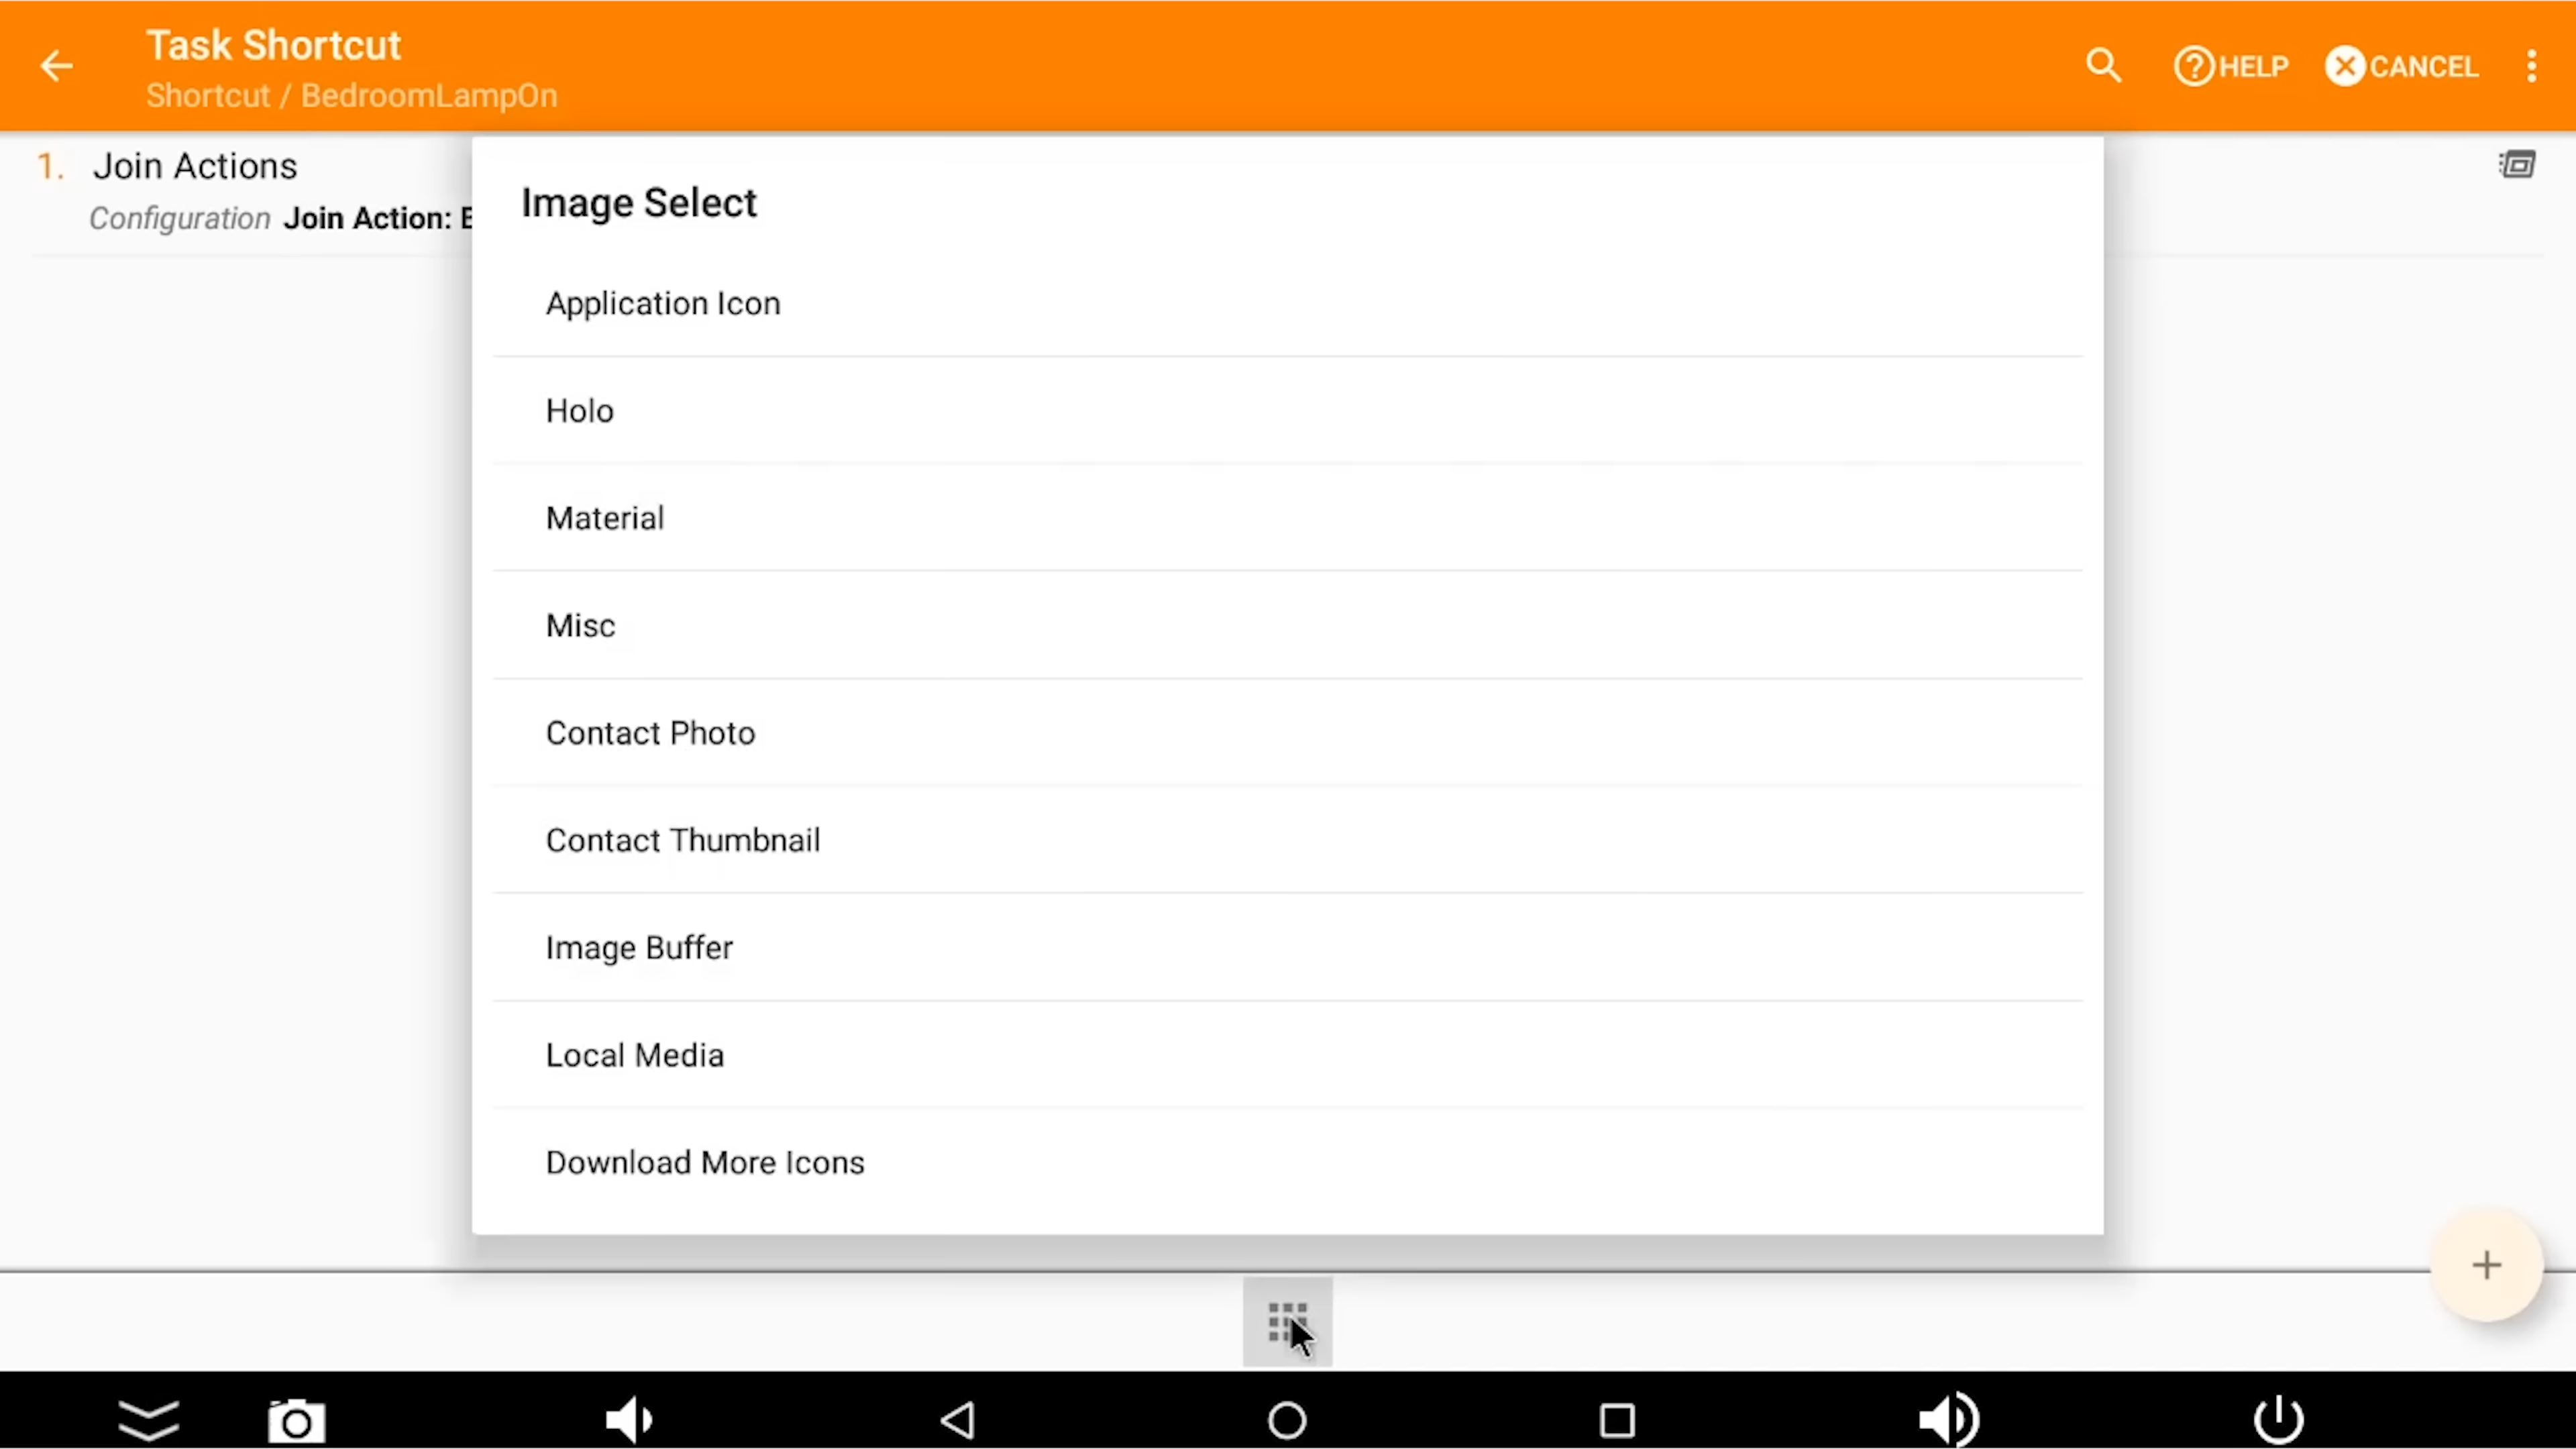 Task Shortcut
Shortcut / BedroomLampOn
HELP
CANCEL
1. Join Actions
Configuration Join Action:
Image Select
Application Icon
Holo
Material
Misc
Contact Photo
Contact Thumbnail
Image Buffer
Local Media
Download More Icons